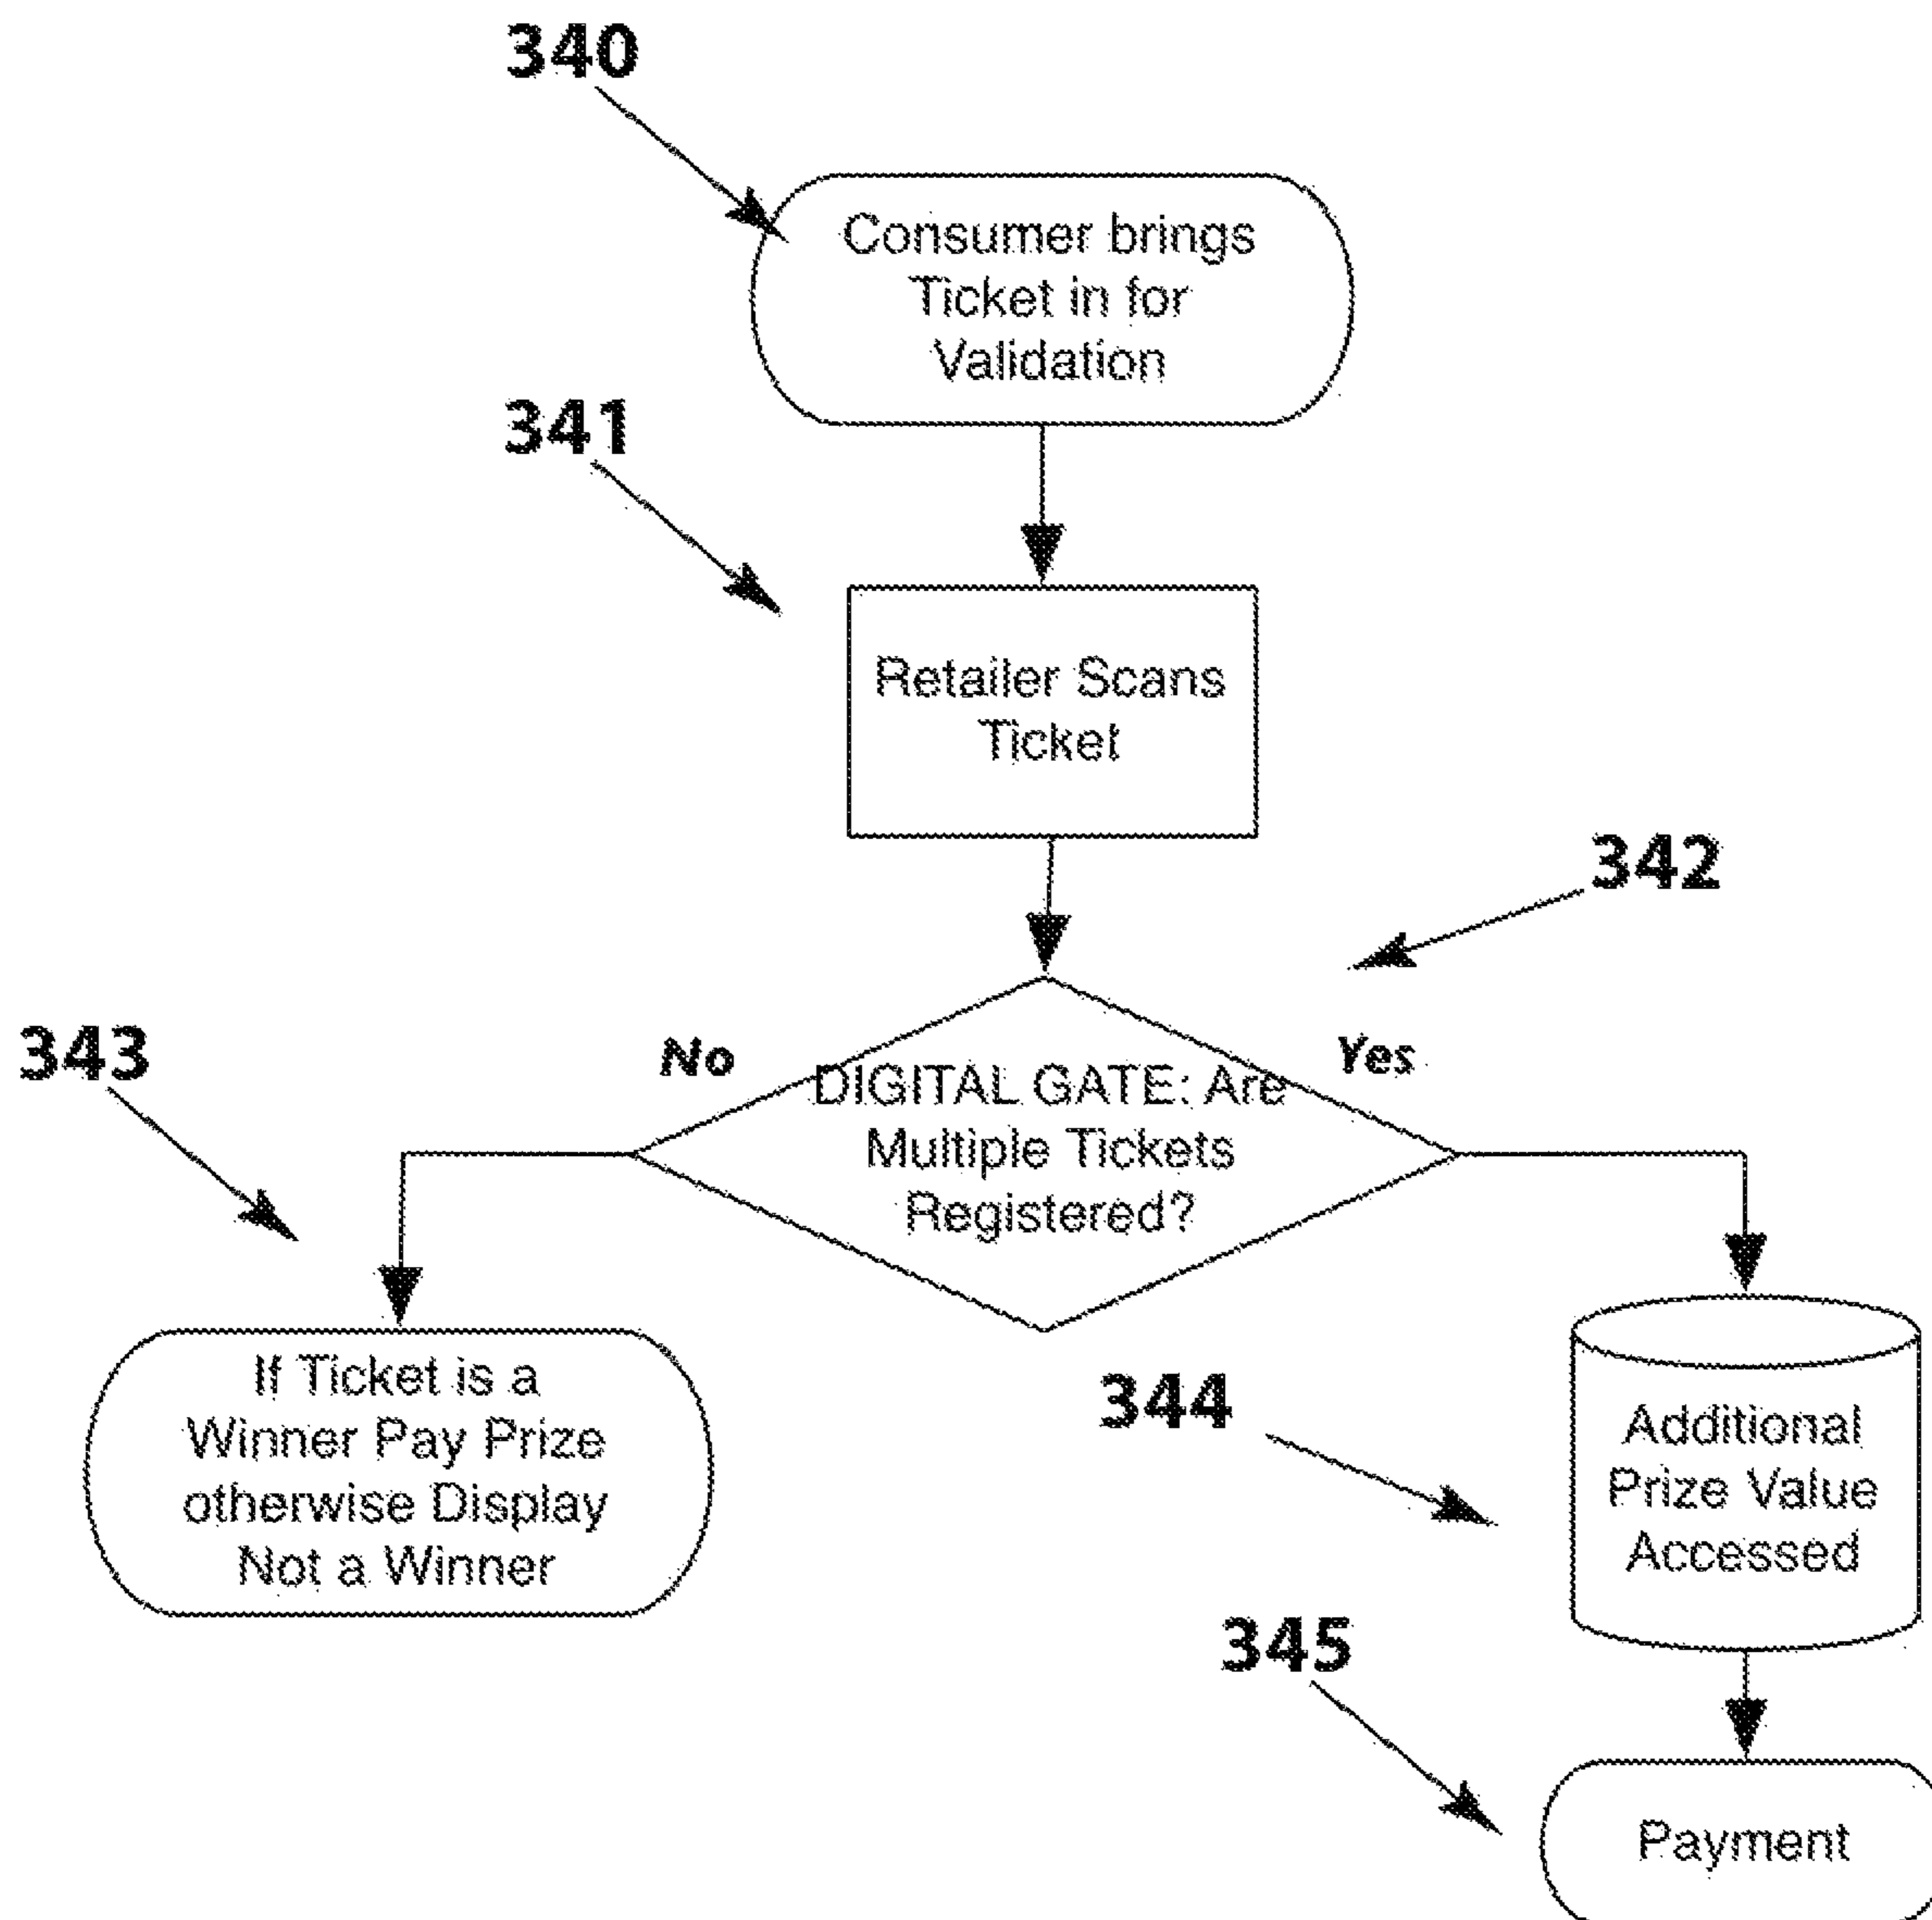 340
Consumer brings
Ticket in for
Validation
341
Retailer Scans
Ticket
342
343
No
Yes
DIGITAL GATE: Are
Multiple Tickets
Registered?
If Ticket is a
Winner Pay Prize
otherwise Display
Not a Winner
344
Additional
Prize Value
Accessed
345
Payment